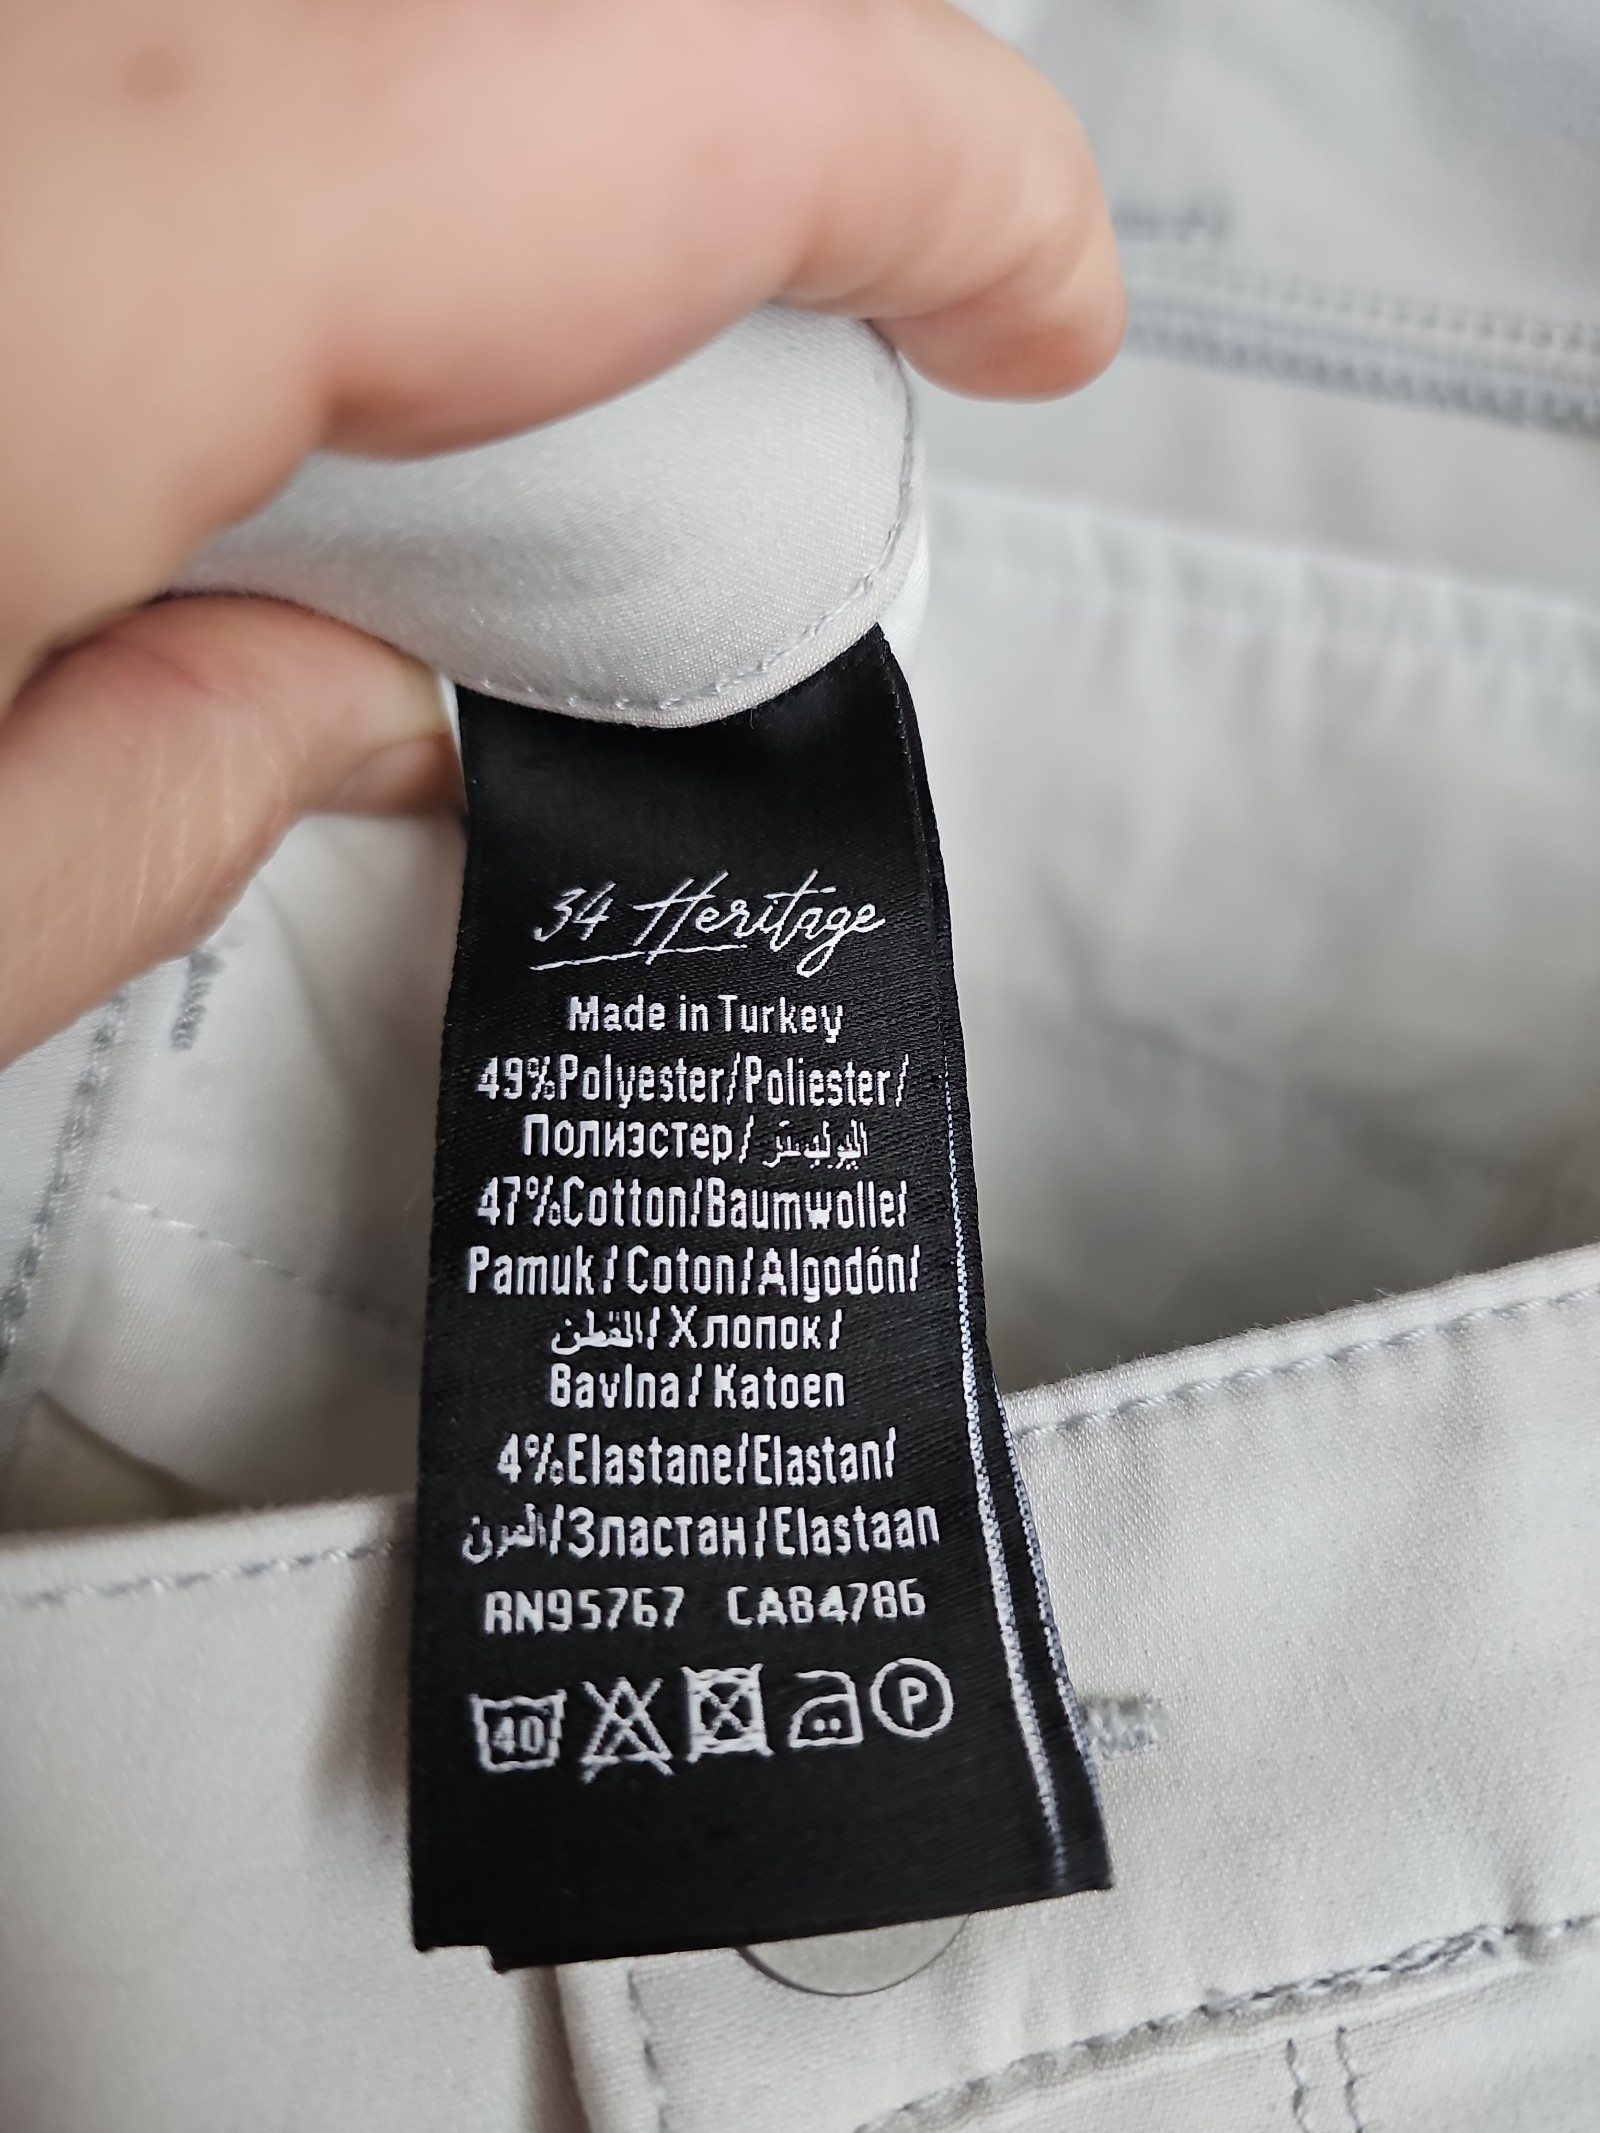 34 Heritage
Made in Turkey
49%Polyester/Poliester/
Полиэстер/ البوليستر
47%Cotton/Baumwolle/
Pamuk/Coton/Algodón/
القطن/Хлопок/
Bavlna/Katoen
4%Elastane/Elastan/
/Эластан/Elastaan
RN95767 CA84786
40
P